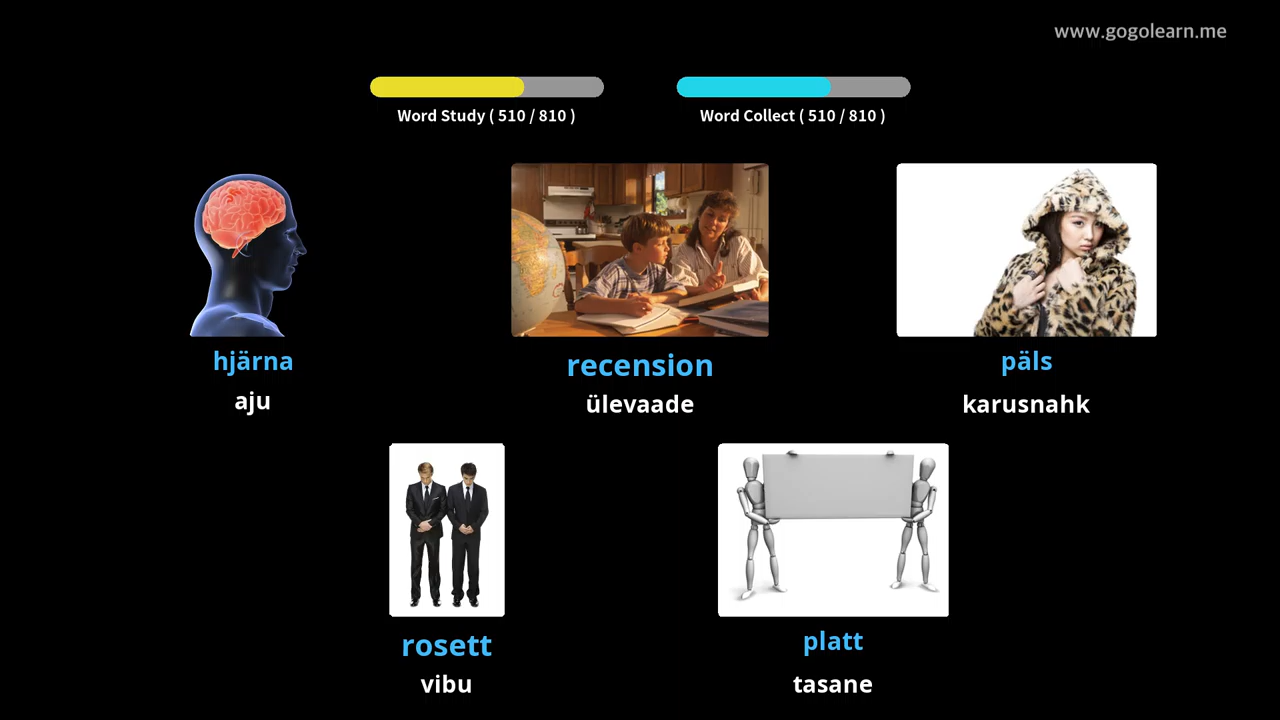 www.gogolearn.me
Word Study ( 510 / 810 )
Word Collect ( 510 / 810 )
hjärna
recension
päls
aju
ülevaade
karusnahk
rosett
platt
vibu
tasane